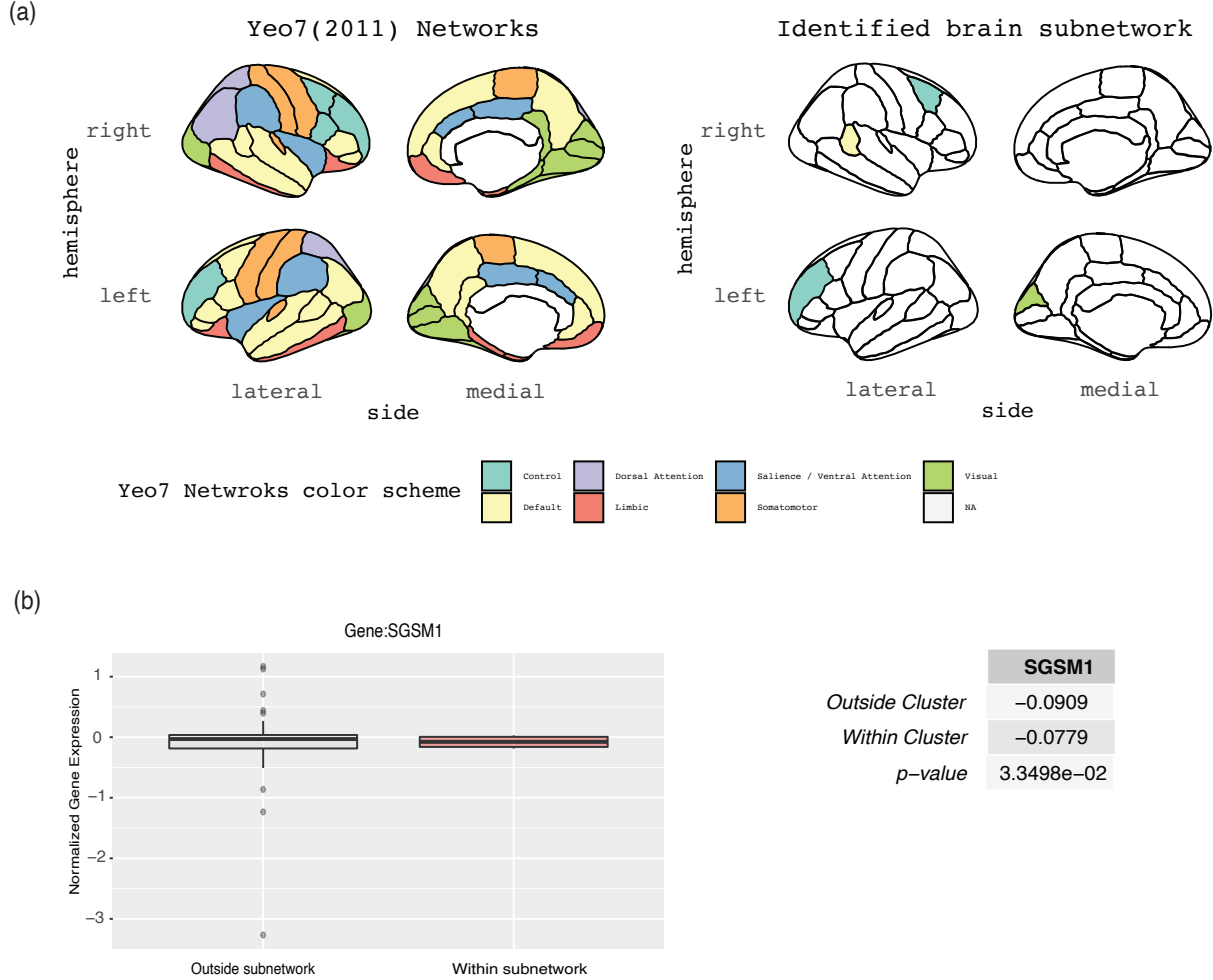 (a)
Yeo7(2011) Networks
Identified brain subnetwork
hemisphere
right
left
lateral
medial
side
hemisphere
right
left
lateral
medial
side
Yeo7 Netwroks color scheme
Control
Dorsal Attention
Salience / Ventral Attention
Visual
Default
Limbic
Somatomotor
NA
(b)
Gene:SGSM1
Normalized Gene Expression
1
0
−1
−2
−3
Outside subnetwork
Within subnetwork
SGSM1
Outside Cluster −0.0909
Within Cluster −0.0779
p−value 3.3498e−02